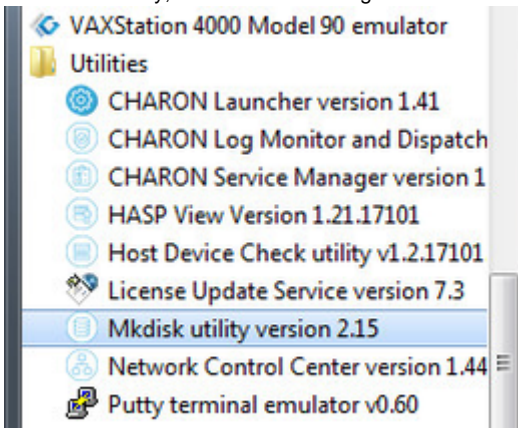 VAXStation 4000 Model 90 emulator
Utilities
CHARON Launcher version 1.41
CHARON Log Monitor and Dispatch
CHARON Service Manager version 1
HASP View Version 1.21.17101
Host Device Check utility v1.2.17101
License Update Service version 7.3
Mkdisk utility version 2.15
Network Control Center version 1.44
Putty terminal emulator v0.60